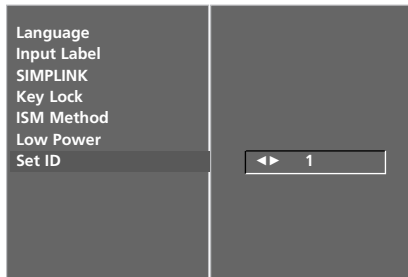 Language
Input Label
SIMPLINK
Key Lock
ISM Method
Low Power
Set ID ◄► 1